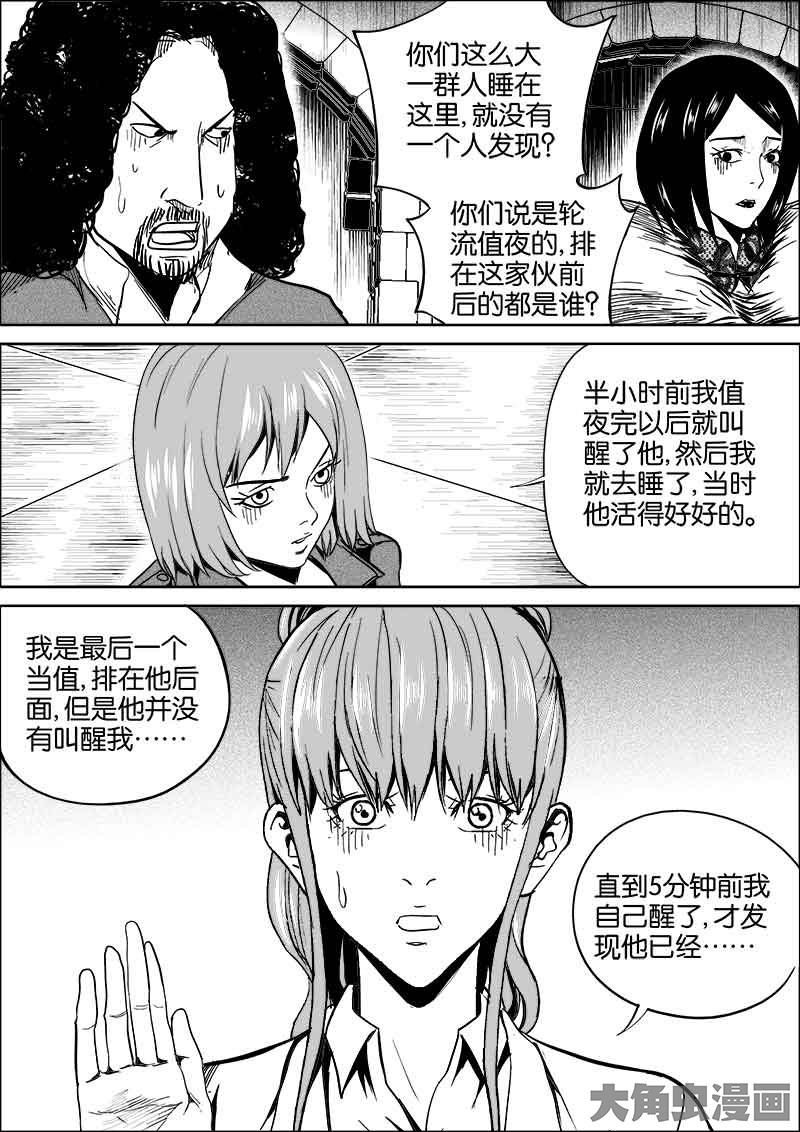 你们这么大
一群人睡在
这里，就没有
一个人发现？
你们说是轮
流值夜的，排
在这家伙前
后的都是谁？
半小时前我值
夜完以后就叫
醒了他，然后我
就去睡了，当时
他活得好好的。
我是最后一个
当值，排在他后
面，但是他并没
有叫醒我……
直到5分钟前我
自己醒了，才发
现他已经……
大角虫漫画